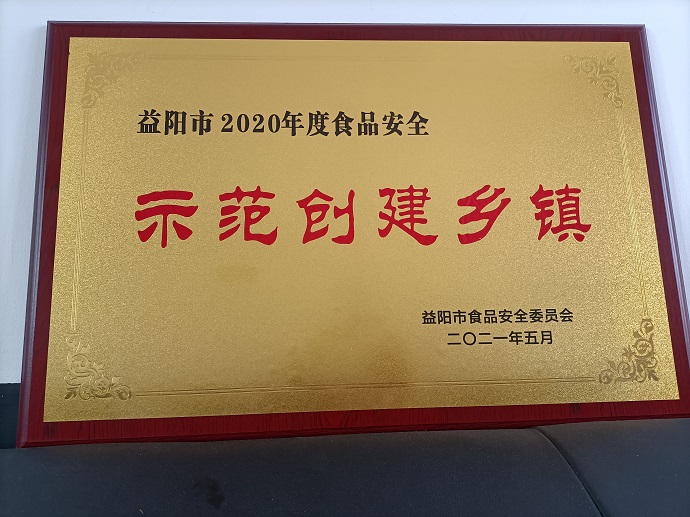 益阳市2020年度食品安全
示范创建乡镇
益阳市食品安全委员会
二〇二一年五月